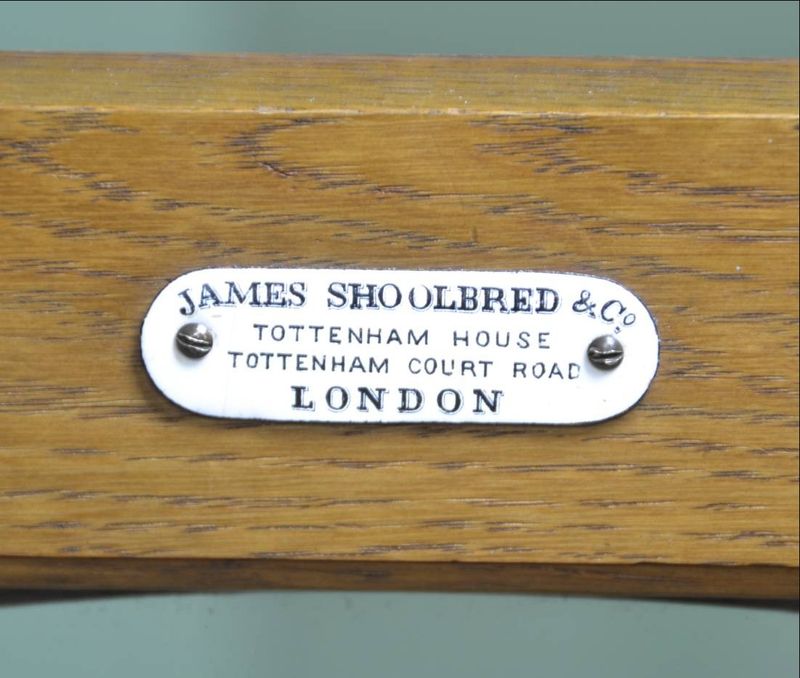 JAMES SHOOLBRED & Co.
TOTTENHAM HOUSE
TOTTENHAM COURT ROAD
LONDON